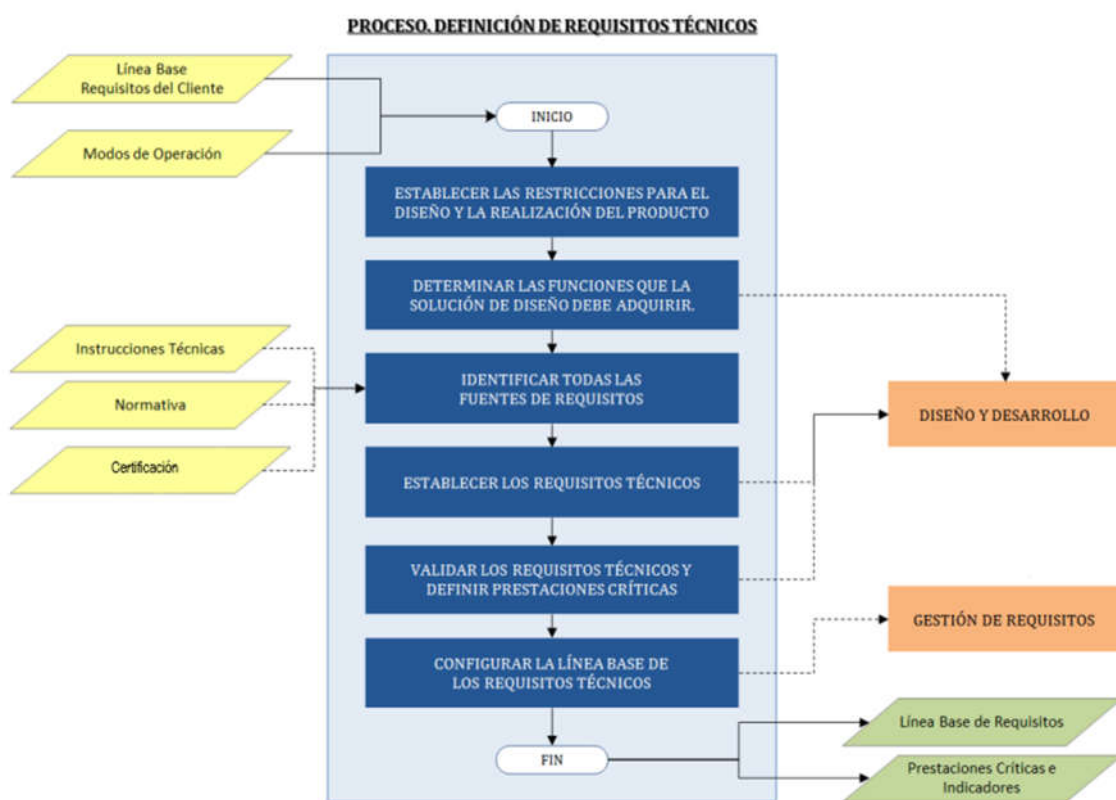 PROCESO. DEFINICIÓN DE REQUISITOS TÉCNICOS
Línea Base
Requisitos del Cliente
Modos de Operación
INICIO
ESTABLECER LAS RESTRICCIONES PARA EL
DISEÑO Y LA REALIZACIÓN DEL PRODUCTO
DETERMINAR LAS FUNCIONES QUE LA
SOLUCIÓN DE DISEÑO DEBE ADQUIRIR.
Instrucciones Técnicas
Normativa
Certificación
IDENTIFICAR TODAS LAS
FUENTES DE REQUISITOS
DISEÑO Y DESARROLLO
ESTABLECER LOS REQUISITOS TÉCNICOS
VALIDAR LOS REQUISITOS TÉCNICOS Y
DEFINIR PRESTACIONES CRÍTICAS
GESTIÓN DE REQUISITOS
CONFIGURAR LA LÍNEA BASE DE
LOS REQUISITOS TÉCNICOS
FIN
Línea Base de Requisitos
Prestaciones Críticas e
Indicadores